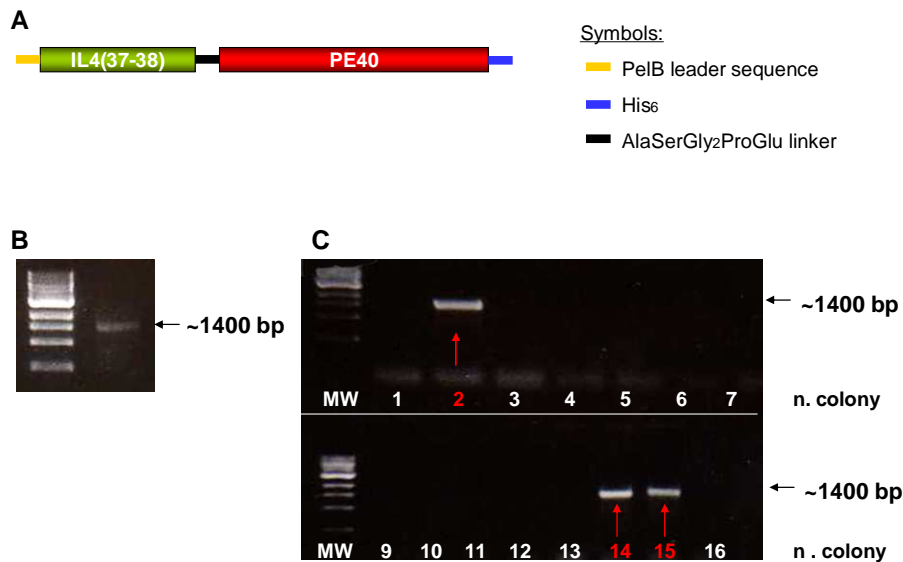 A
IL4(37-38) PE40
Symbols:
PelB leader sequence
His6
AlaSerGly2ProGlu linker
B
~1400 bp
C
~1400 bp
MW 1 2 3 4 5 6 7 n. colony
~1400 bp
MW 9 10 11 12 13 14 15 16 n . colony